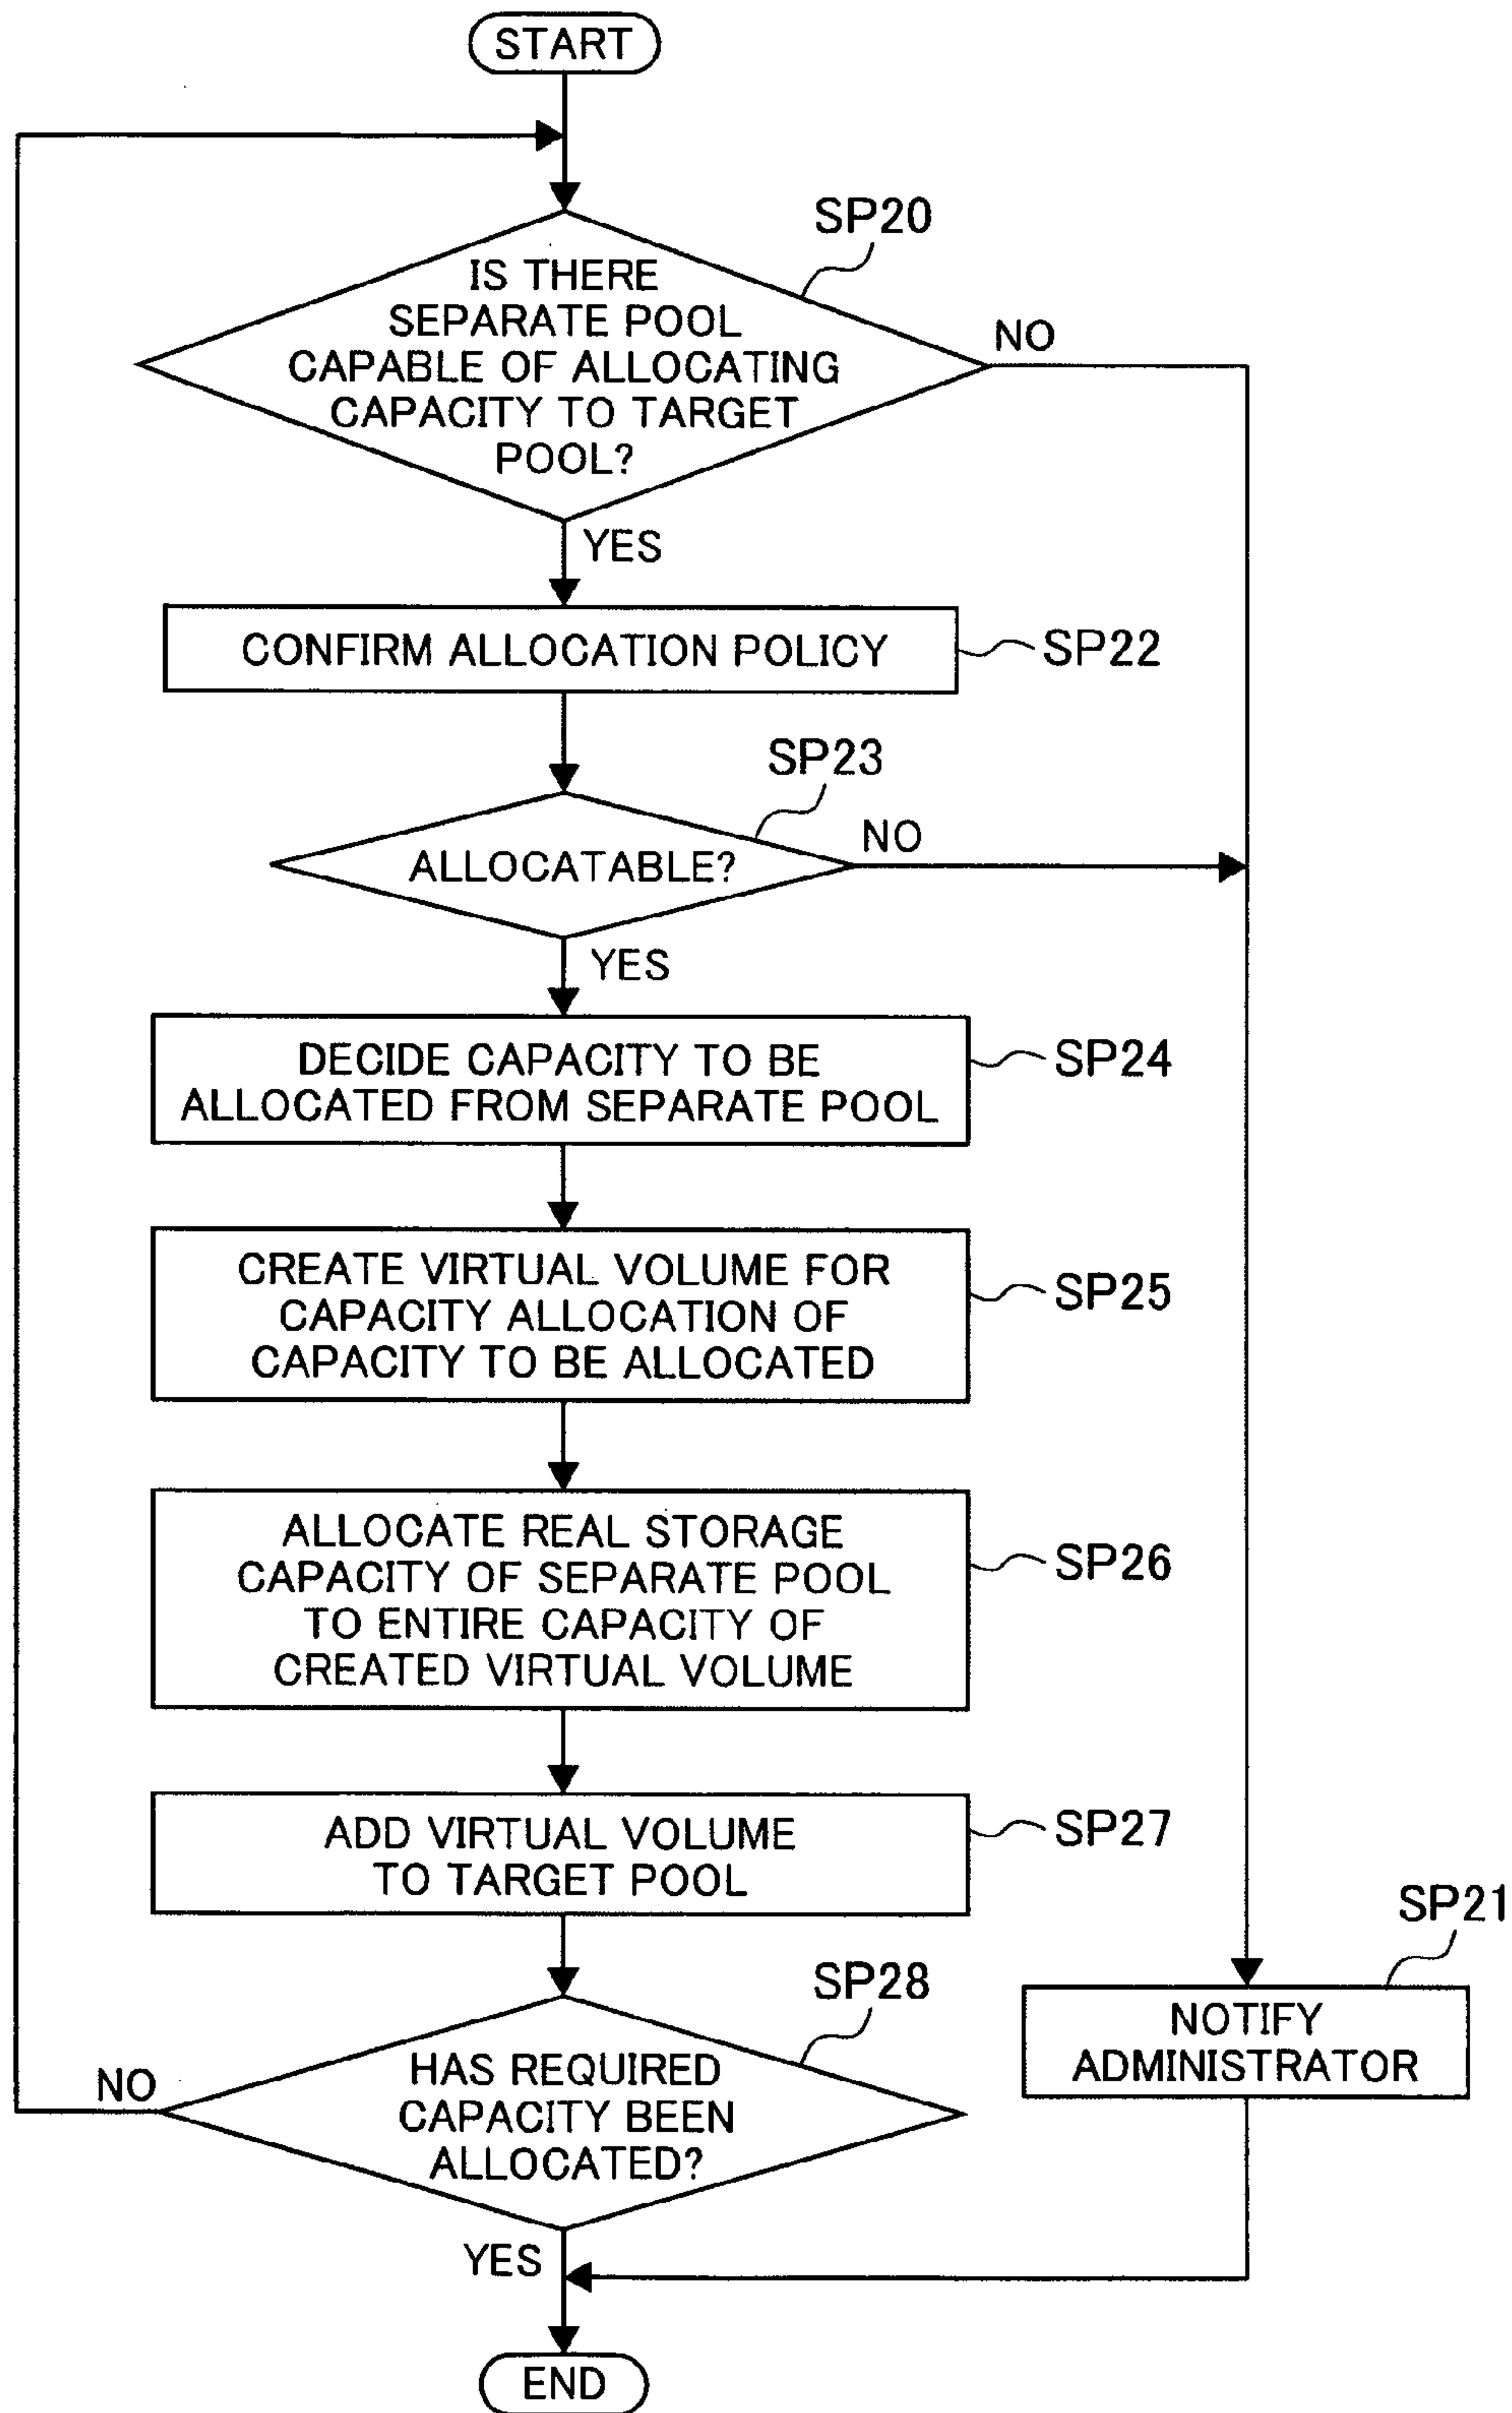 START
SP20
IS THERE
SEPARATE POOL
CAPABLE OF ALLOCATING
CAPACITY TO TARGET
POOL?
NO
YES
CONFIRM ALLOCATION POLICY
SP22
SP23
ALLOCATABLE?
NO
YES
DECIDE CAPACITY TO BE
ALLOCATED FROM SEPARATE POOL
SP24
CREATE VIRTUAL VOLUME FOR
CAPACITY ALLOCATION OF
CAPACITY TO BE ALLOCATED
SP25
ALLOCATE REAL STORAGE
CAPACITY OF SEPARATE POOL
TO ENTIRE CAPACITY OF
CREATED VIRTUAL VOLUME
SP26
ADD VIRTUAL VOLUME
TO TARGET POOL
SP27
SP21
NOTIFY
ADMINISTRATOR
SP28
HAS REQUIRED
CAPACITY BEEN
ALLOCATED?
NO
YES
END